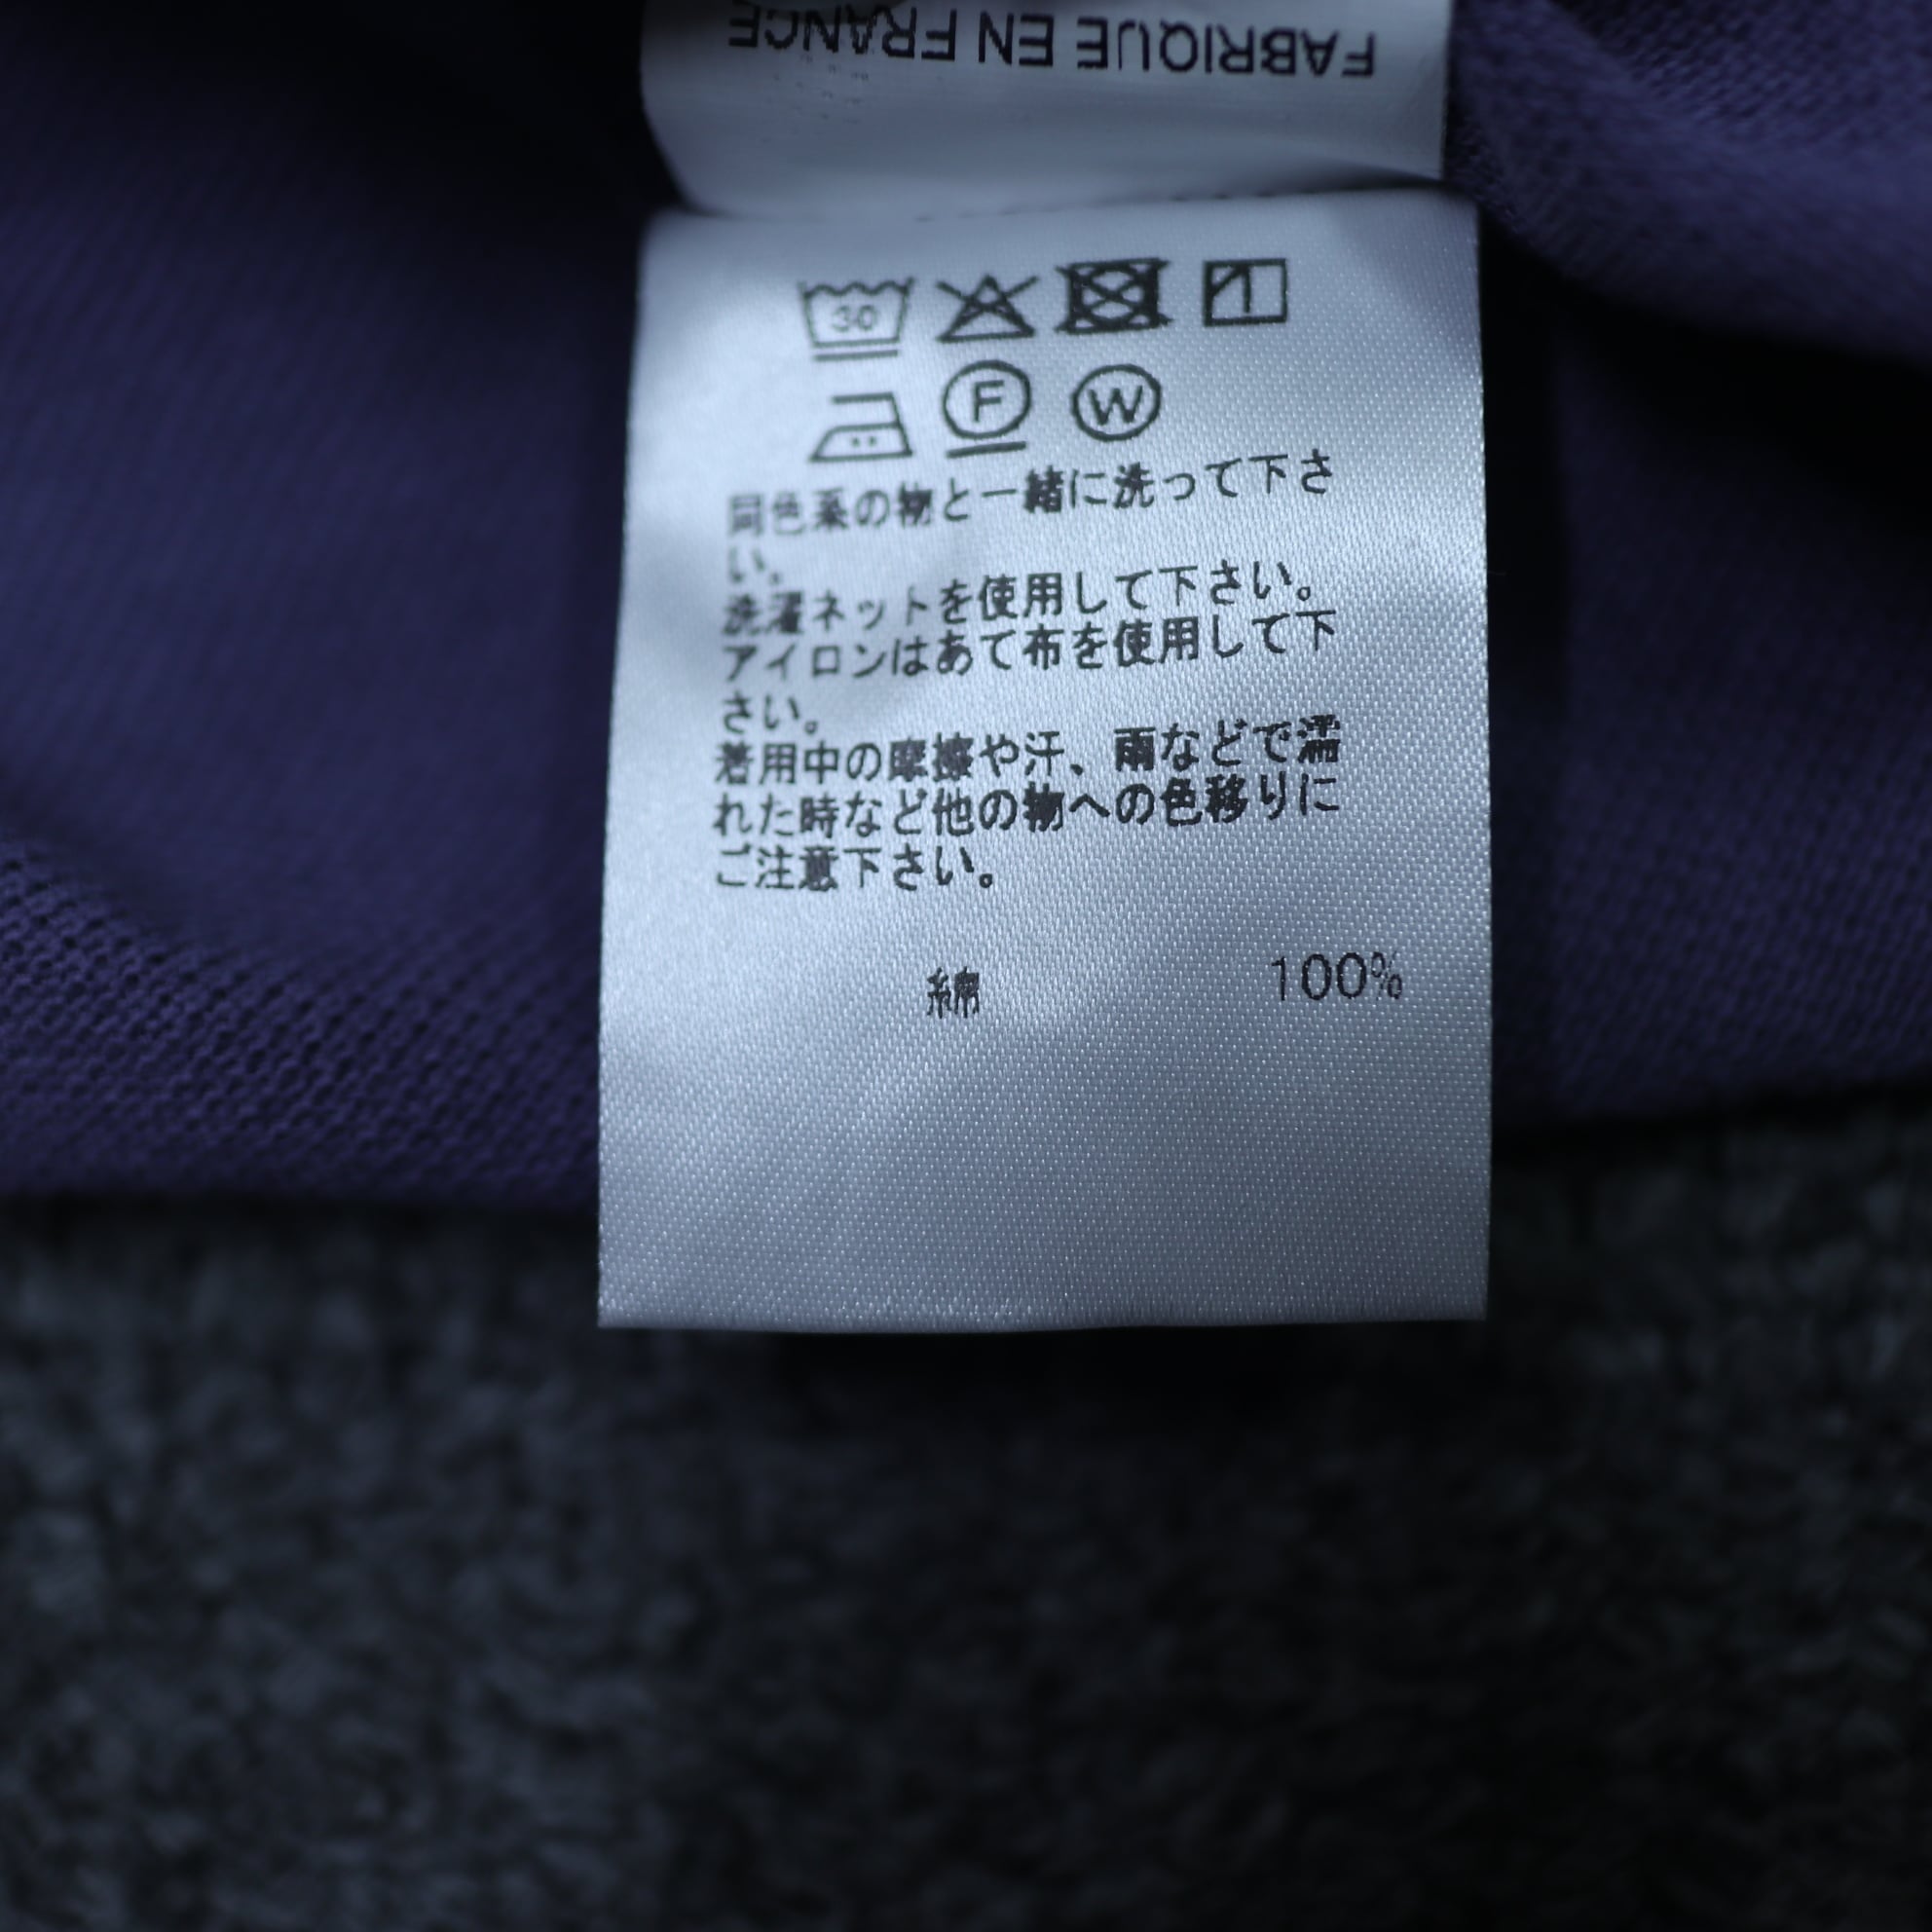 FABRIQUE EN FRANCE
30
F W
同色系の物と一緒に洗って下さ
い。
洗濯ネットを使用して下さい。
アイロンはあて布を使用して下
さい。
着用中の摩擦や汗、雨などで濡
れた時など他の物への色移りに
ご注意下さい。
綿 100%